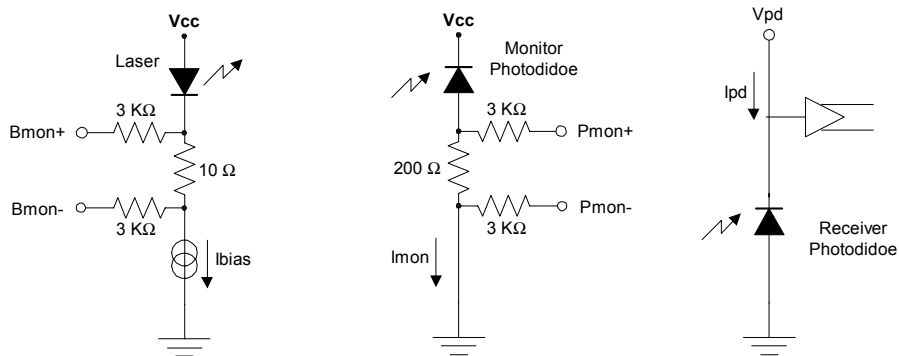 Vcc
Laser
3 KΩ
Bmon+
10 Ω
Bmon-
3 KΩ
Ibias
Vcc
Monitor
Photodidoe
3 KΩ
Pmon+
200 Ω
Pmon-
3 KΩ
Imon
Vpd
Ipd
Receiver
Photodidoe